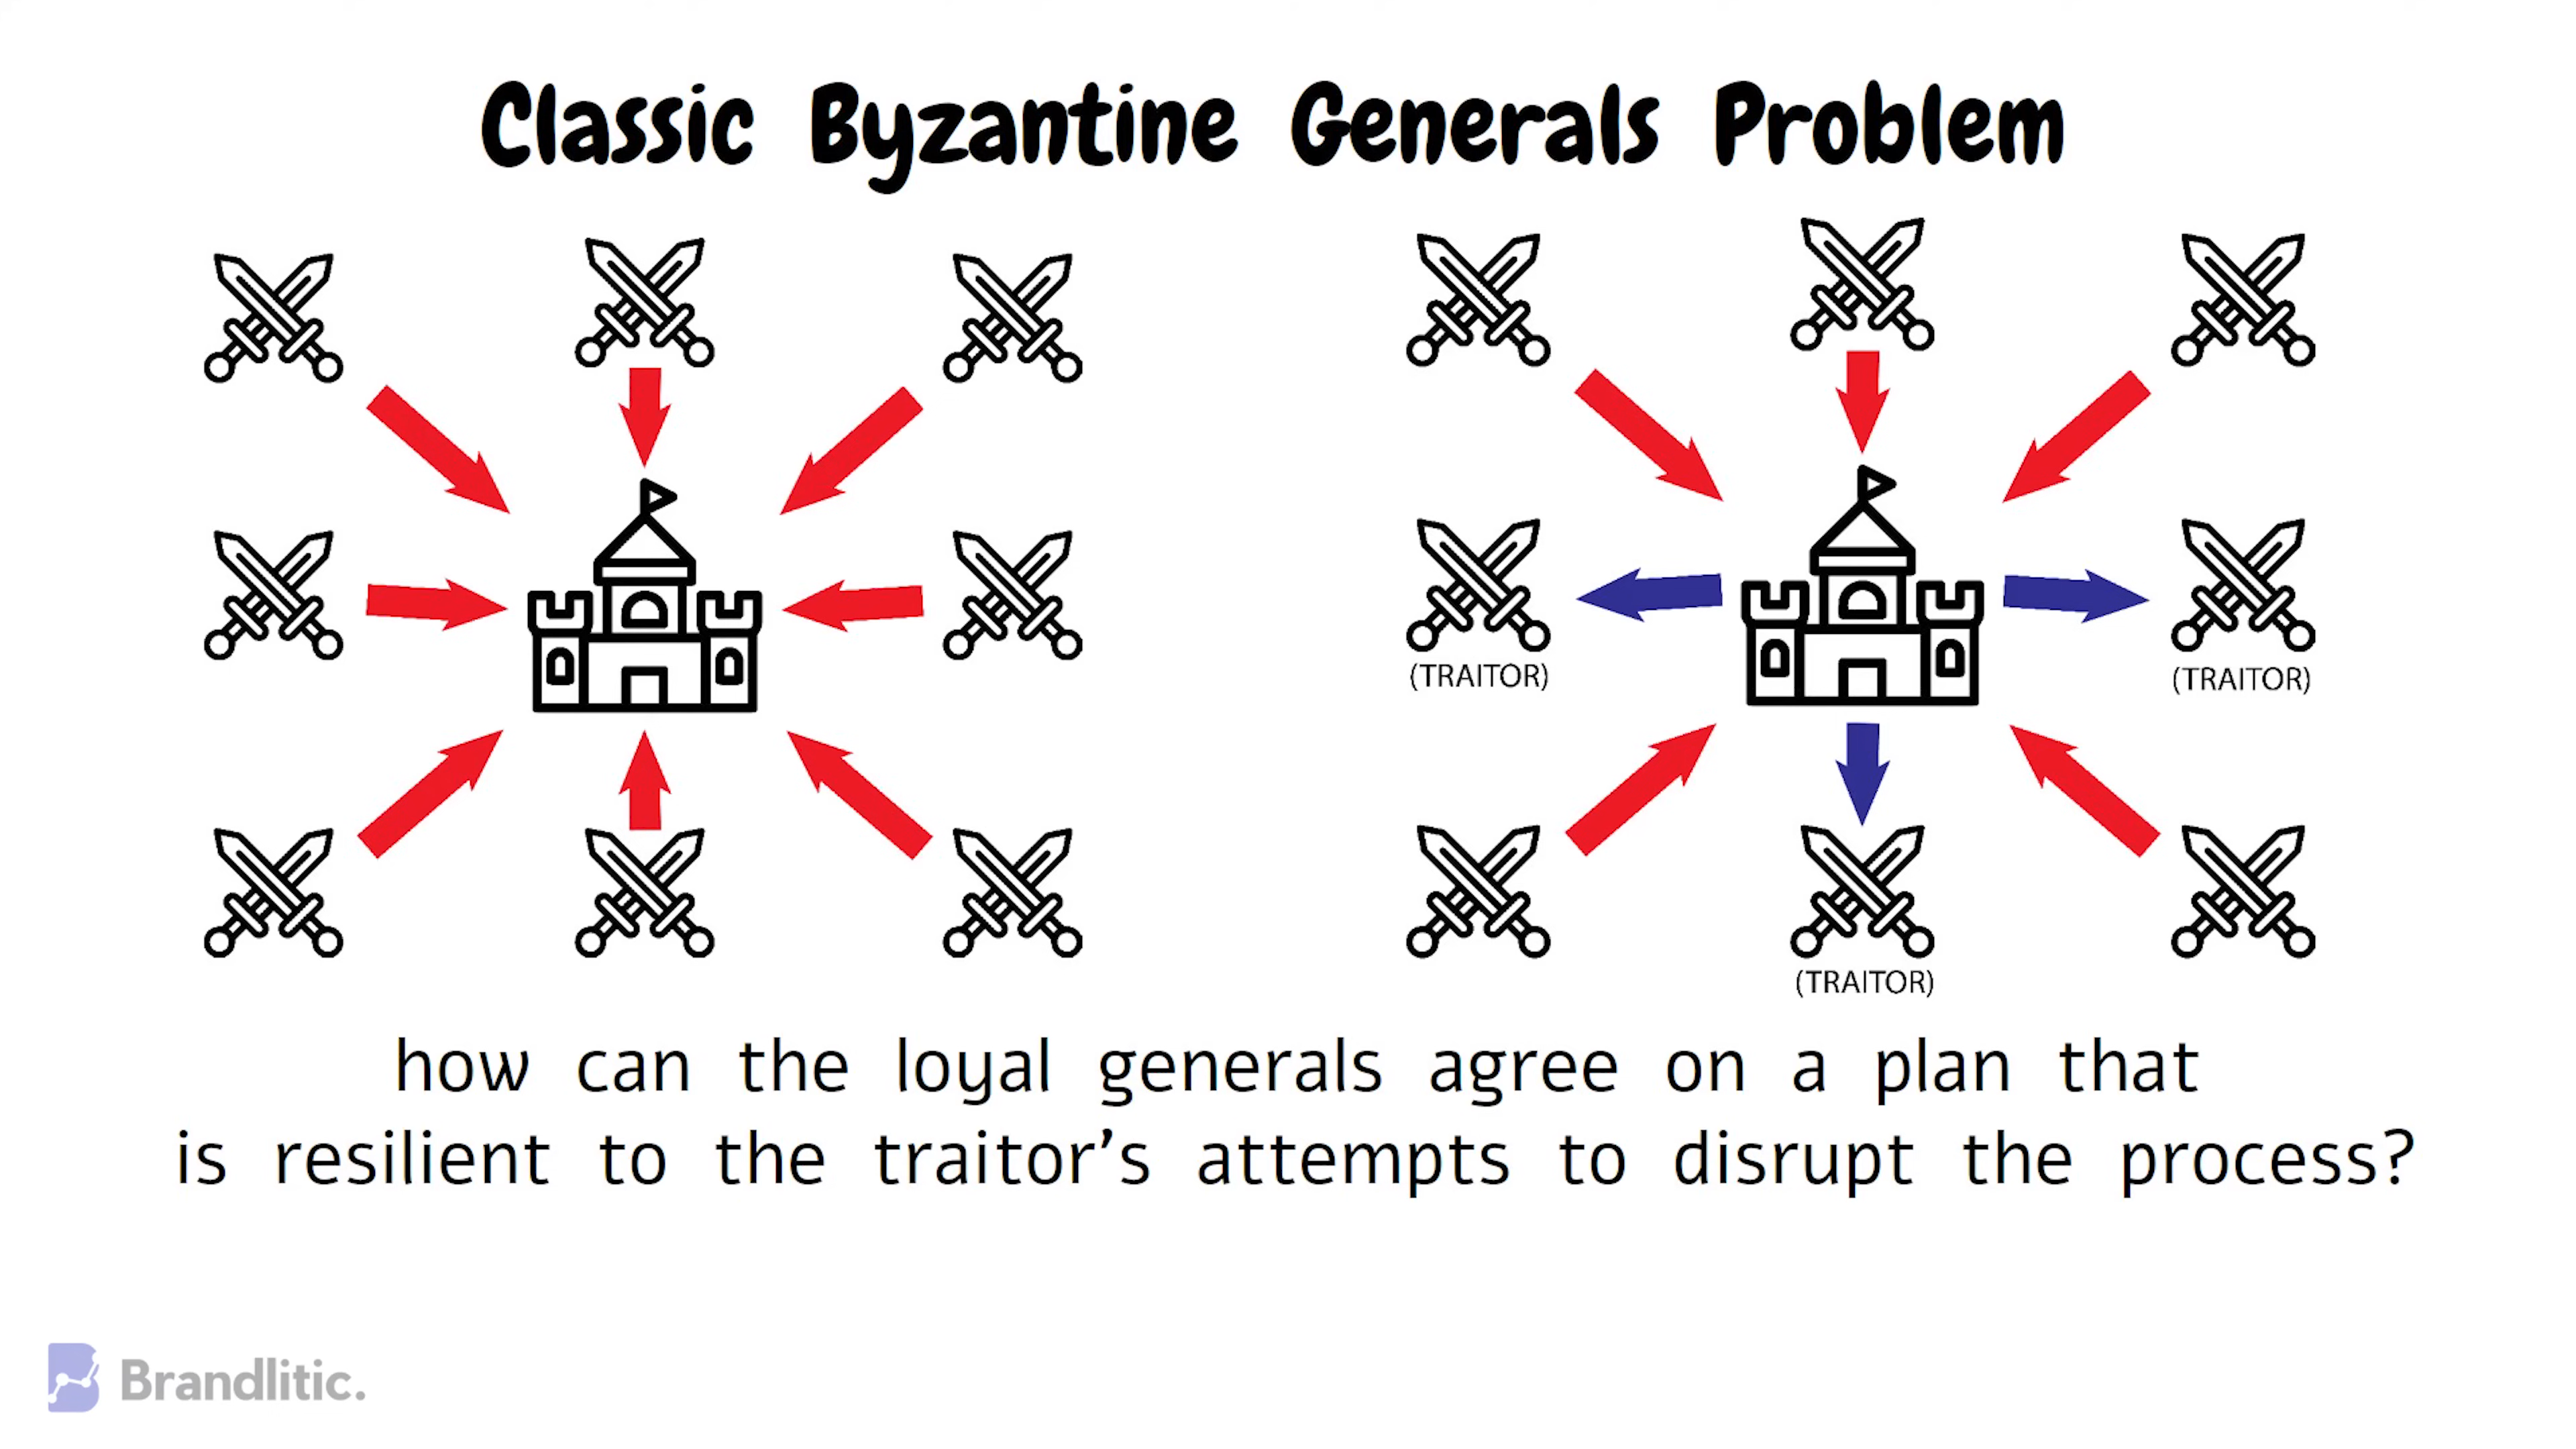 Classic Byzantine Generals Problem
(TRAITOR)
(TRAITOR)
(TRAITOR)
how can the loyal generals agree on a plan that
is resilient to the traitor’s attempts to disrupt the process?
Brandlitic.